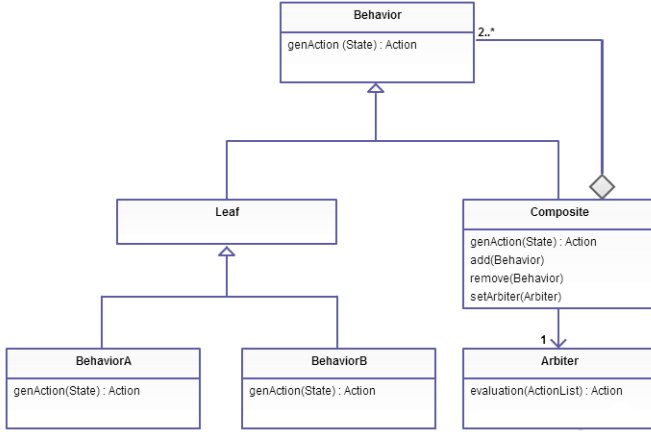 Behavior
genAction (State) : Action
2..*
Leaf
Composite
genAction(State) : Action
add(Behavior)
remove(Behavior)
setArbiter(Arbiter)
1
BehaviorA
genAction(State) : Action
BehaviorB
genAction(State) : Action
Arbiter
evaluation(ActionList) : Action